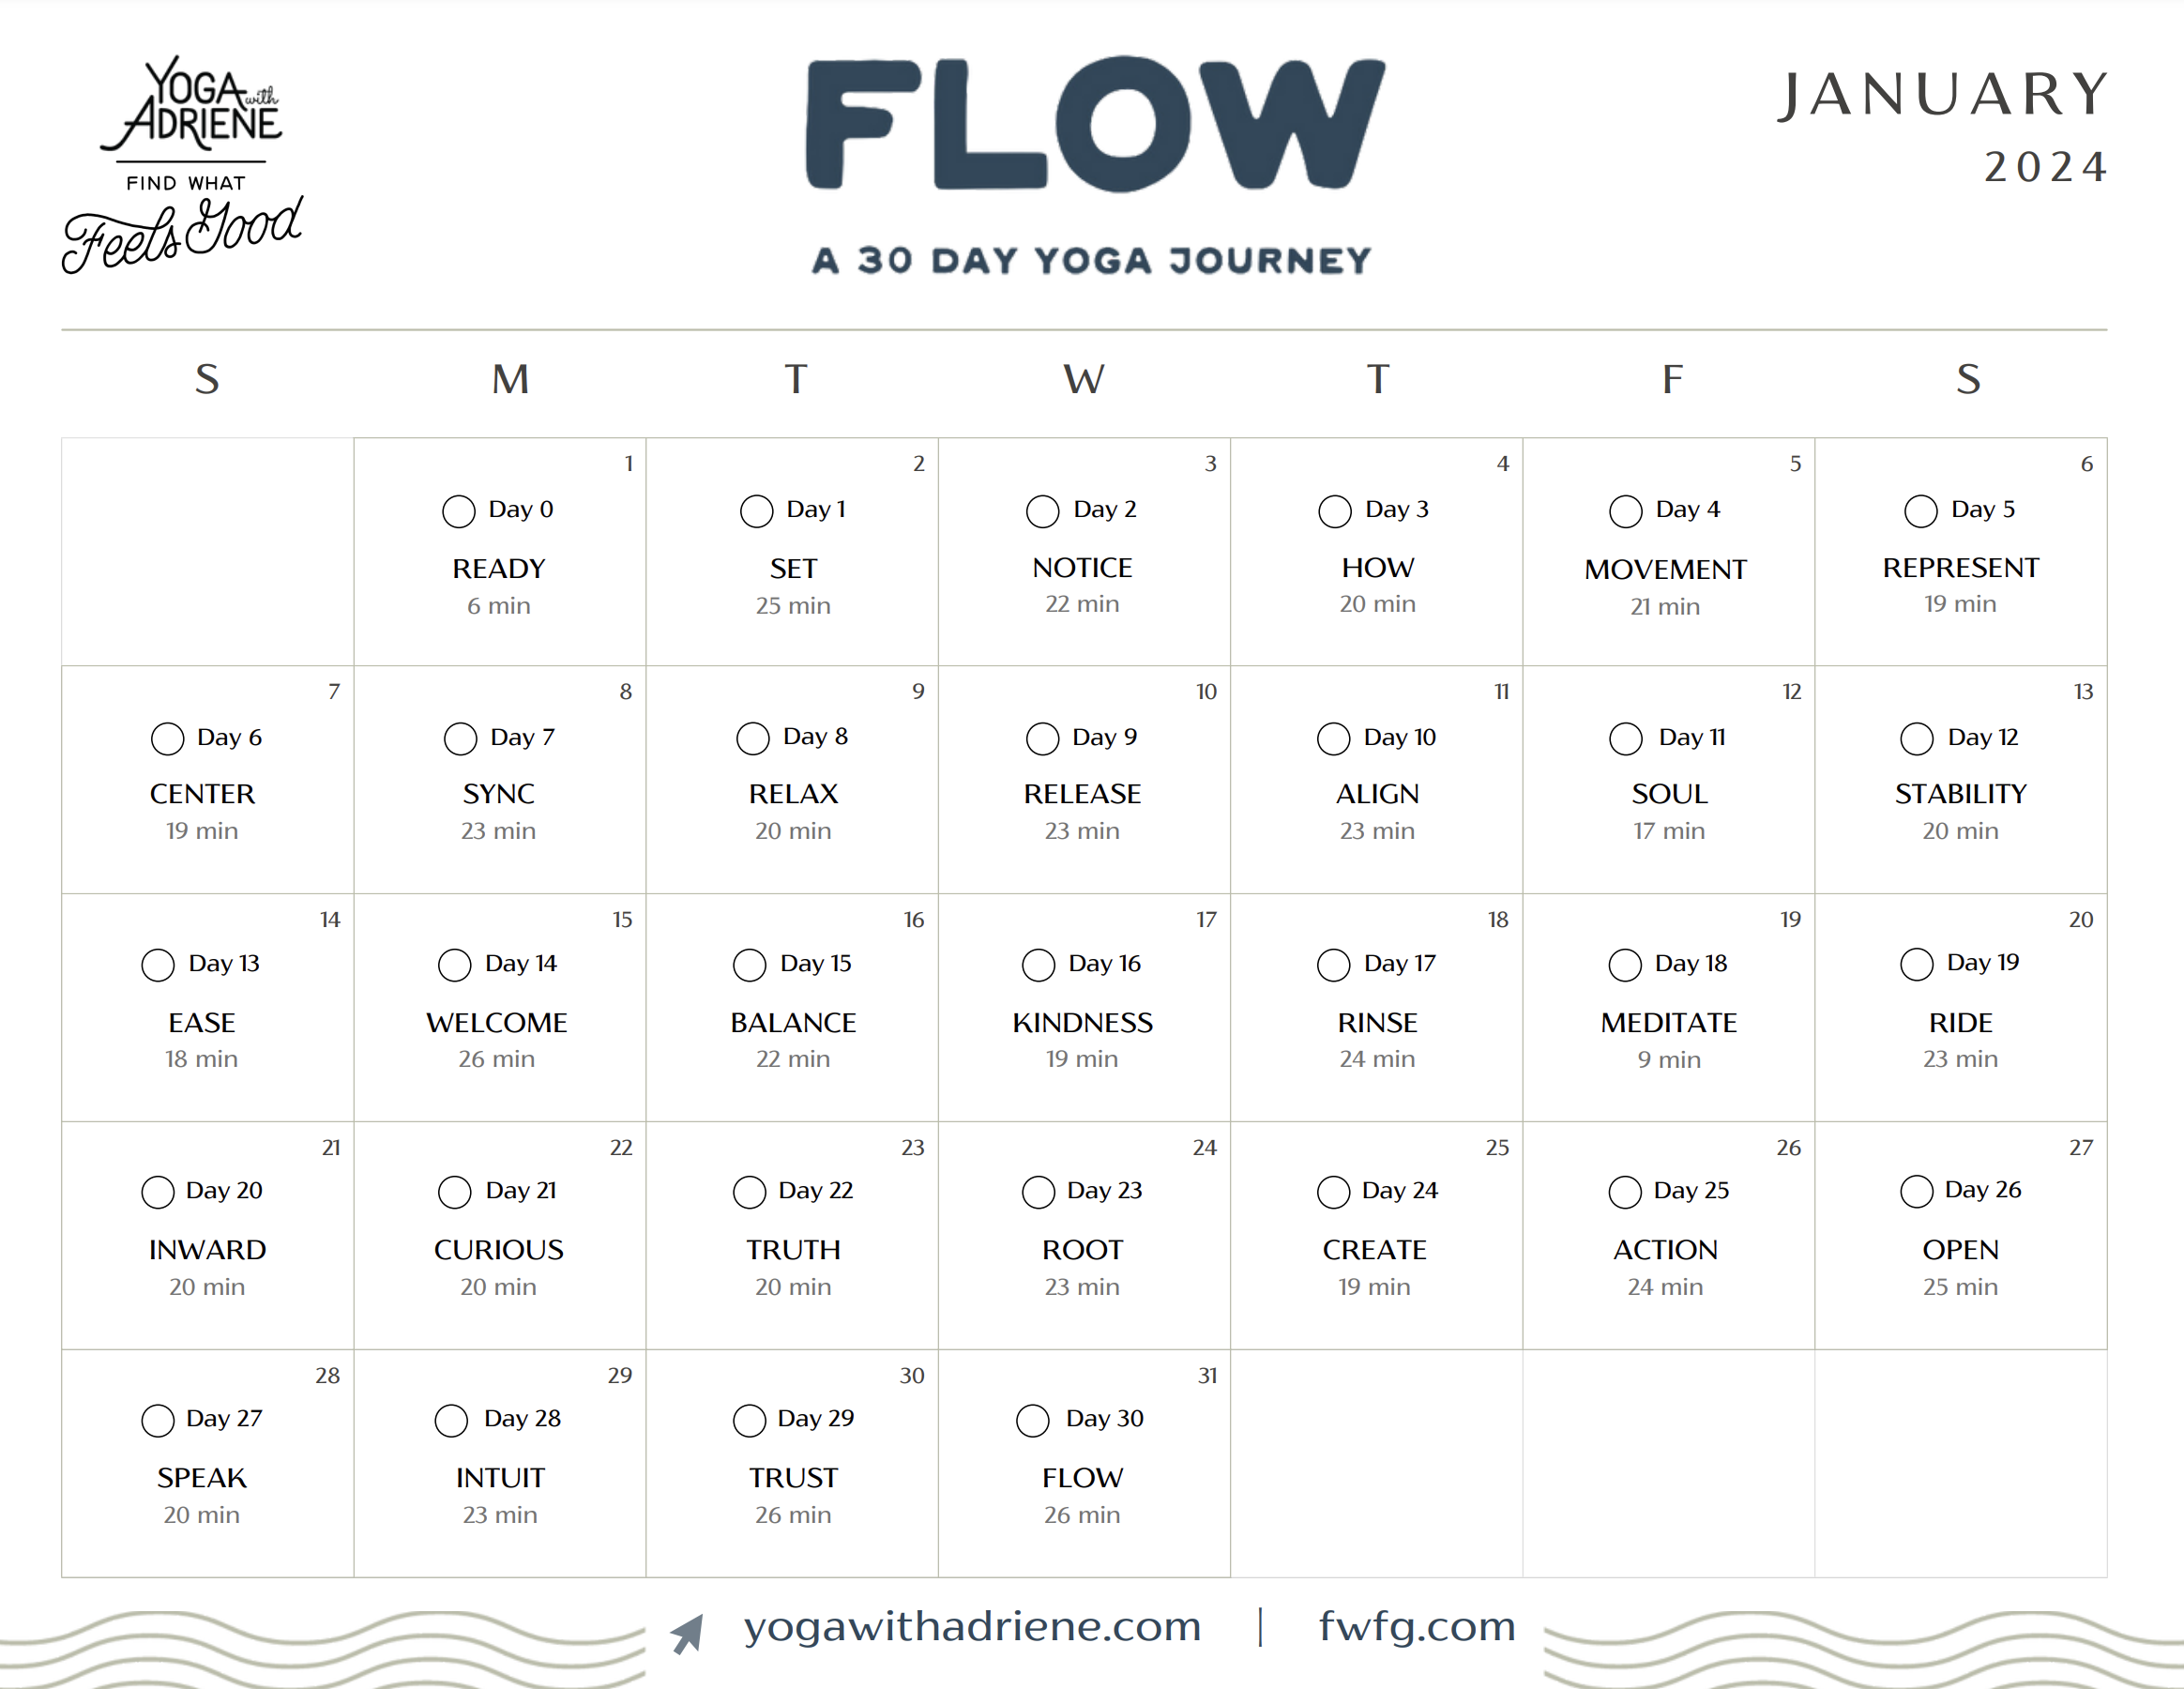 YOGA with
ADRIENE
FIND WHAT
Feels Good
FLOW
A 30 DAY YOGA JOURNEY
JANUARY
2024
S M T W T F S
1
Day 0
READY
6 min
2
Day 1
SET
25 min
3
Day 2
NOTICE
22 min
4
Day 3
HOW
20 min
5
Day 4
MOVEMENT
21 min
6
Day 5
REPRESENT
19 min
7
Day 6
CENTER
19 min
8
Day 7
SYNC
23 min
9
Day 8
RELAX
20 min
10
Day 9
RELEASE
23 min
11
Day 10
ALIGN
23 min
12
Day 11
SOUL
17 min
13
Day 12
STABILITY
20 min
14
Day 13
EASE
18 min
15
Day 14
WELCOME
26 min
16
Day 15
BALANCE
22 min
17
Day 16
KINDNESS
19 min
18
Day 17
RINSE
24 min
19
Day 18
MEDITATE
9 min
20
Day 19
RIDE
23 min
21
Day 20
INWARD
20 min
22
Day 21
CURIOUS
20 min
23
Day 22
TRUTH
20 min
24
Day 23
ROOT
23 min
25
Day 24
CREATE
19 min
26
Day 25
ACTION
24 min
27
Day 26
OPEN
25 min
28
Day 27
SPEAK
20 min
29
Day 28
INTUIT
23 min
30
Day 29
TRUST
26 min
31
Day 30
FLOW
26 min
yogawithadriene.com | fwfg.com